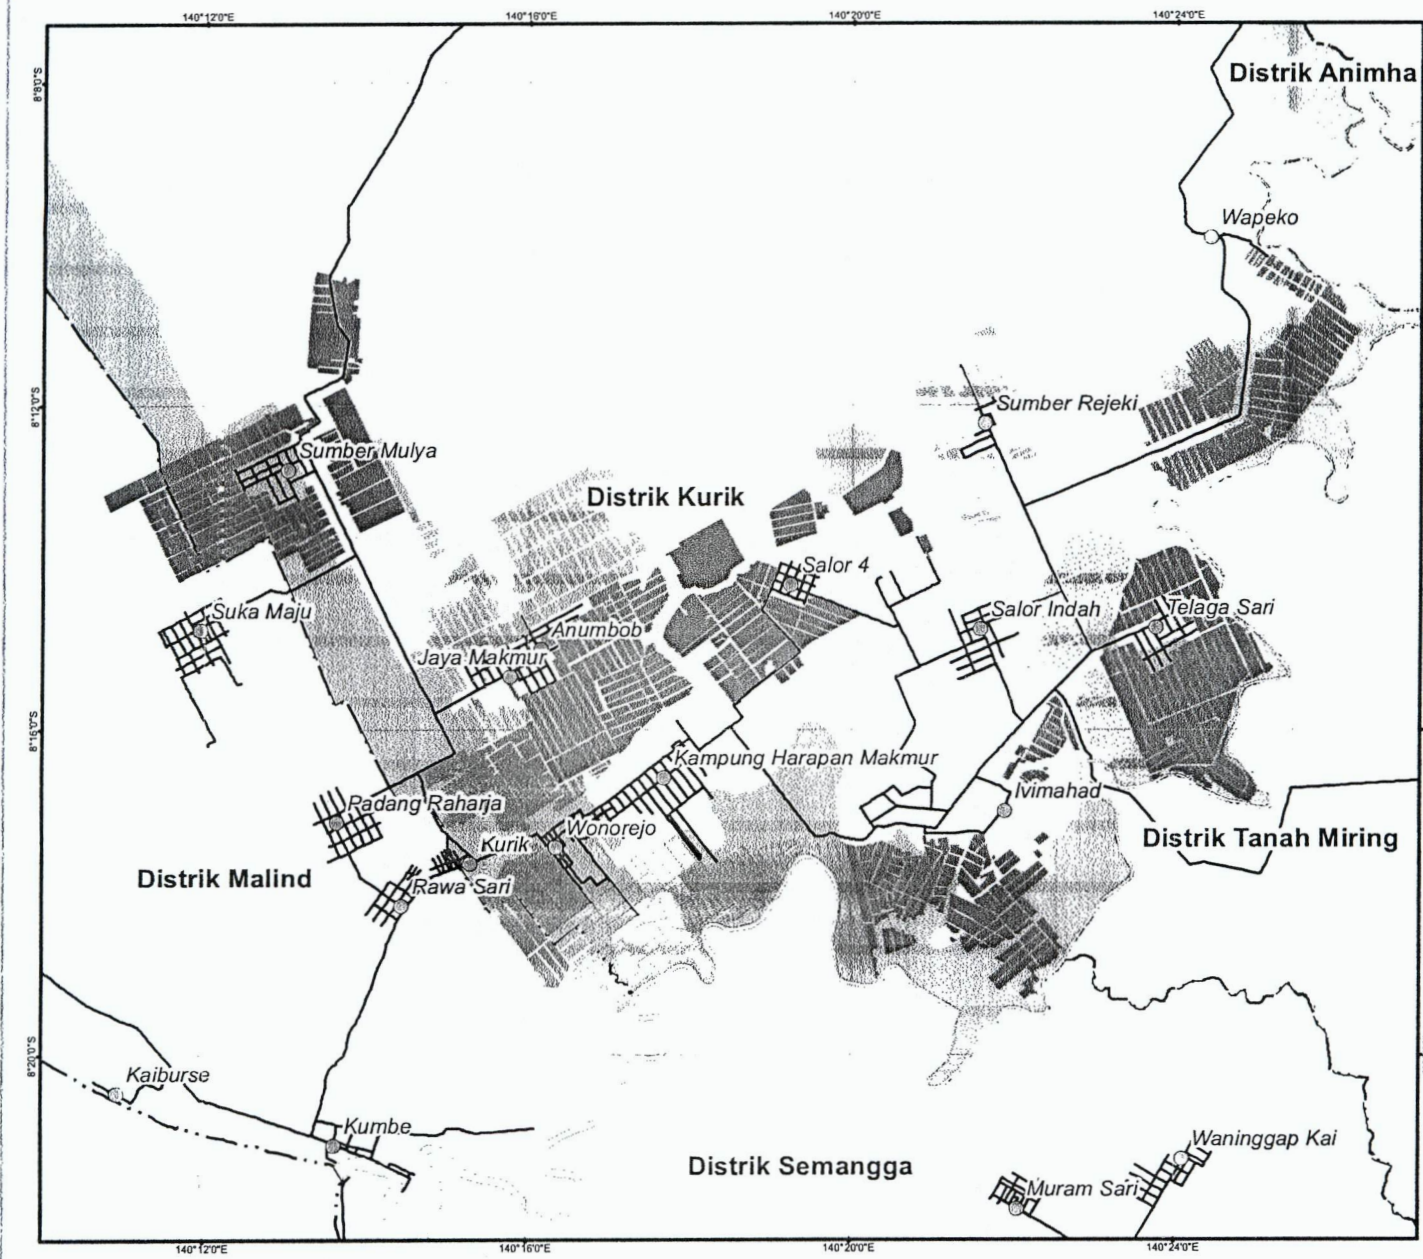 140°12'0"E
140°16'0"E
140°20'0"E
140°24'0"E
8°8'0"S
Distrik Animha
Wapeko
8°12'0"S
Sumber Rejeki
Sumber Mulya
Distrik Kurik
Salor 4
Suka Maju
Salor Indah
Telaga Sari
Anumbob
Jaya Makmur
8°16'0"S
Kampung Harapan Makmur
Ivimahad
Padang Raharja
Wonorejo
Kurik
Distrik Tanah Miring
Distrik Malind
Rawa Sari
8°20'0"S
Kaiburse
Kumbe
Waninggap Kai
Distrik Semangga
Muram Sari
140°12'0"E
140°16'0"E
140°20'0"E
140°24'0"E